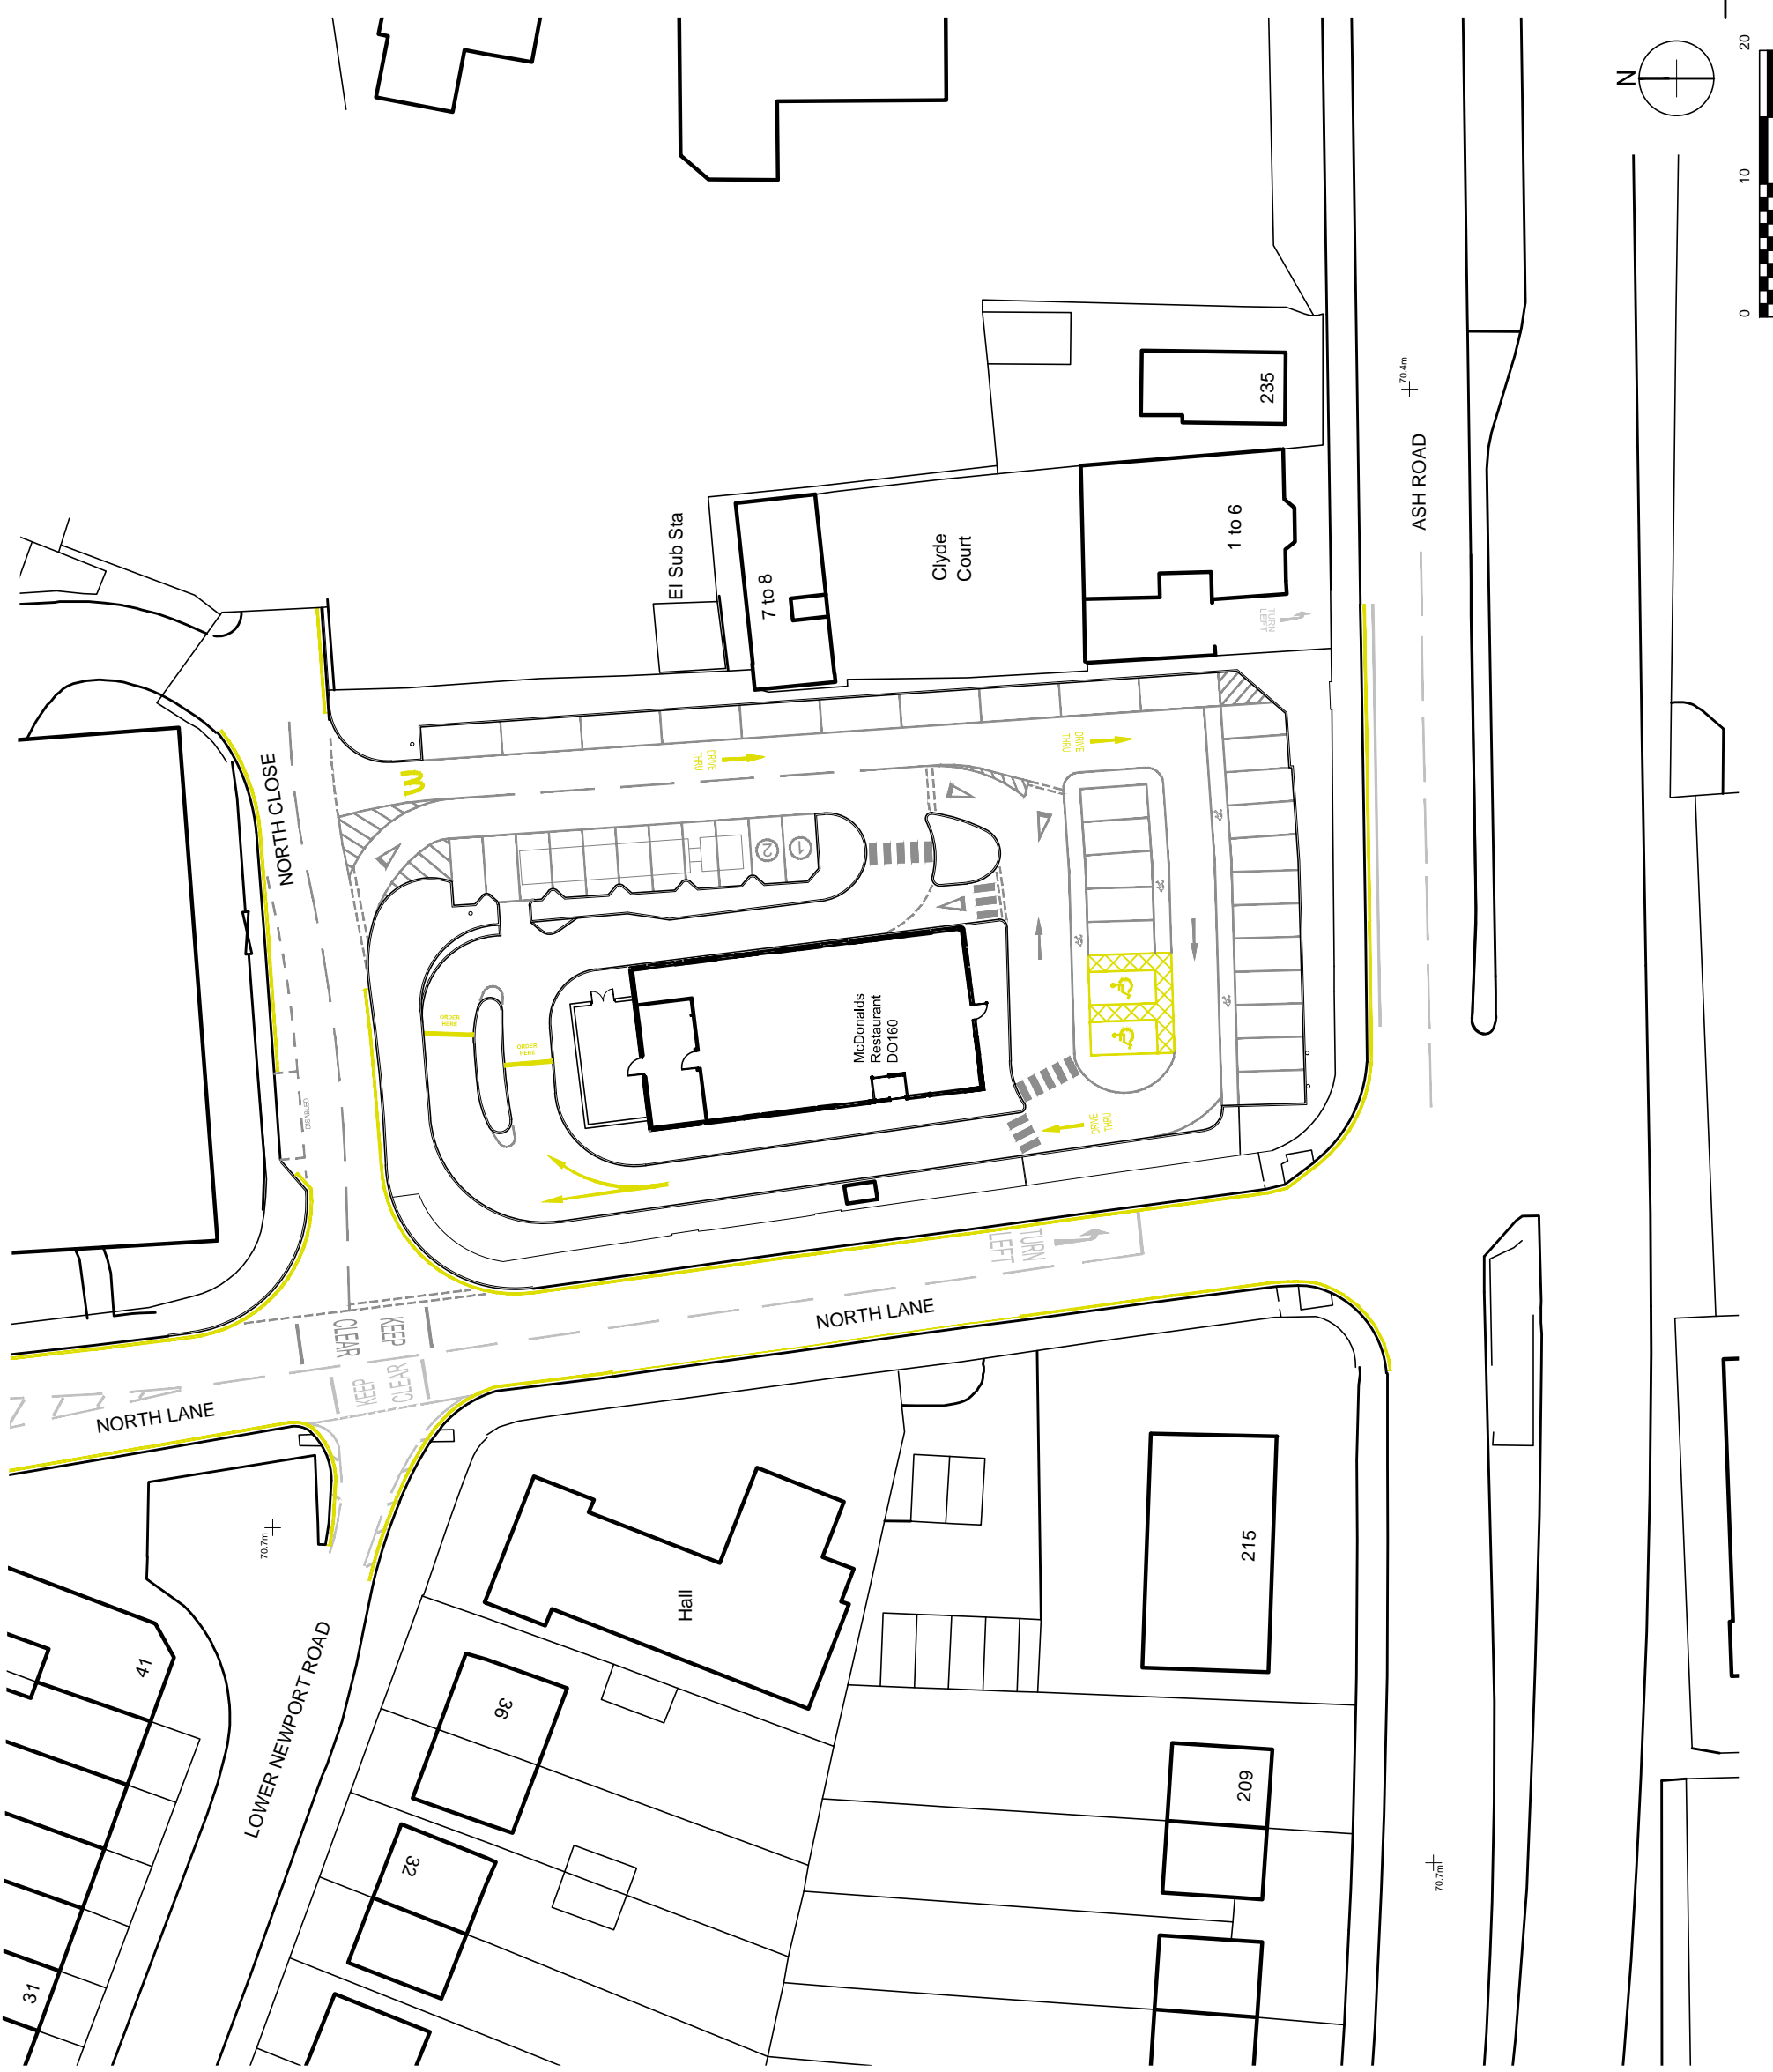 N
20
10
0
70.4m
235
ASH ROAD
El Sub Sta
7 to 8
Clyde
Court
1 to 6
TURN
LEFT
NORTH CLOSE
DRIVE
THRU
DRIVE
THRU
2
1
ORDER
HERE
ORDER
HERE
McDonalds
Restaurant
DO160
DISABLED
DRIVE
THRU
TURN
LEFT
NORTH LANE
KEEP
CLEAR
KEEP
CLEAR
NORTH LANE
70.7m
Hall
215
41
LOWER NEWPORT ROAD
36
32
209
70.7m
31